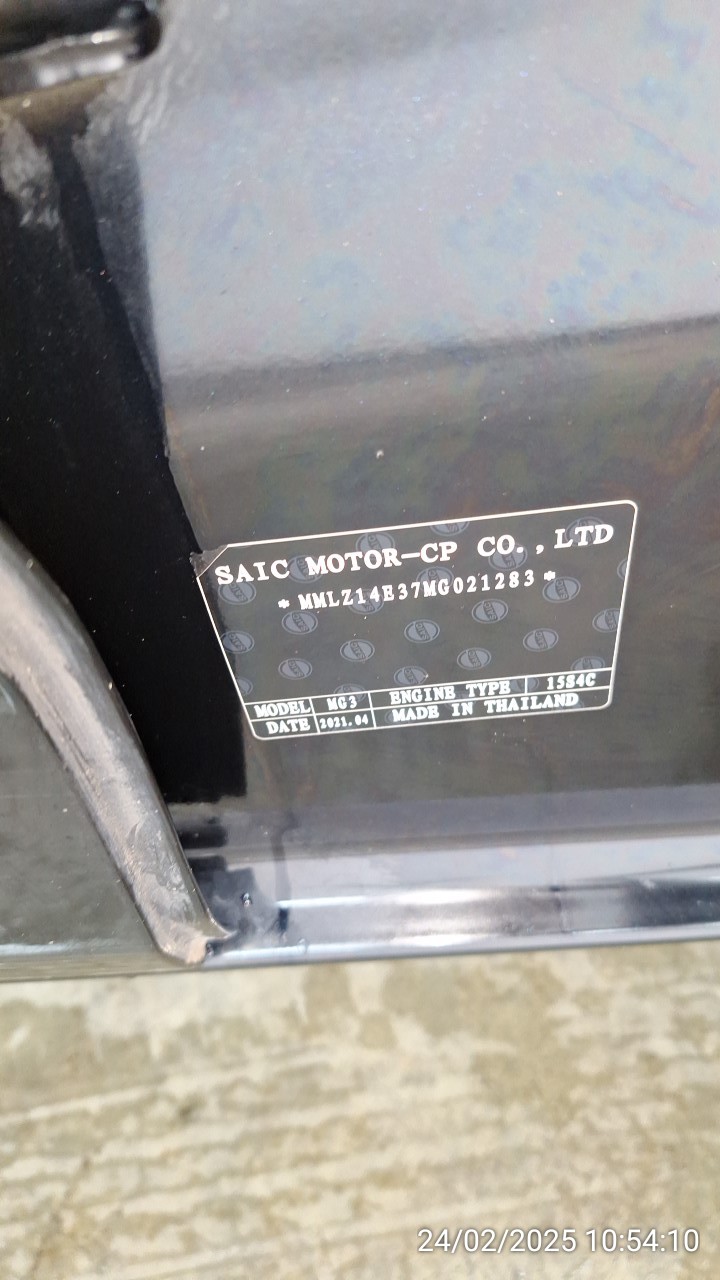 SAIC MOTOR-CP CO.,LTD
* MMLZ14E37MG021283 *
MODEL MG3 ENGINE TYPE 15S4C
DATE 2021.04 MADE IN THAILAND
24/02/2025 10:54:10